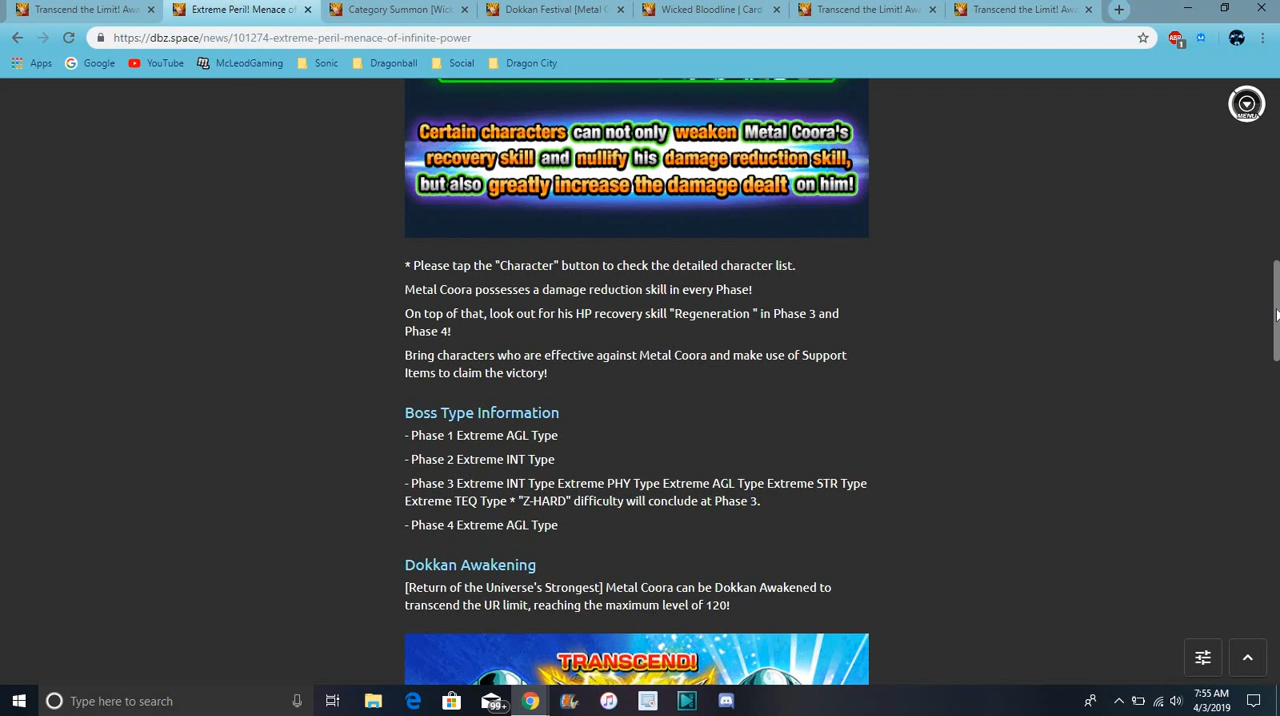 Transcend the Limit! Awa
Extreme Peril! Menace of
Category Summon [Wick
Dokkan Festival [Metal C
Wicked Bloodline | Card
Transcend the Limit! Awa
Transcend the Limit! Awa
https://dbz.space/news/101274-extreme-peril-menace-of-infinite-power
ABP
1
Apps
Google
YouTube
McLeodGaming
Sonic
Dragonball
Social
Dragon City
MENU
Certain characters can not only weaken Metal Coora's
recovery skill and nullify his damage reduction skill,
but also greatly increase the damage dealt on him!
* Please tap the "Character" button to check the detailed character list.
Metal Coora possesses a damage reduction skill in every Phase!
On top of that, look out for his HP recovery skill "Regeneration " in Phase 3 and
Phase 4!
Bring characters who are effective against Metal Coora and make use of Support
Items to claim the victory!
Boss Type Information
- Phase 1 Extreme AGL Type
- Phase 2 Extreme INT Type
- Phase 3 Extreme INT Type Extreme PHY Type Extreme AGL Type Extreme STR Type
Extreme TEQ Type * "Z-HARD" difficulty will conclude at Phase 3.
- Phase 4 Extreme AGL Type
Dokkan Awakening
[Return of the Universe's Strongest] Metal Coora can be Dokkan Awakened to
transcend the UR limit, reaching the maximum level of 120!
TRANSCEND!
Type here to search
99+
7:55 AM
4/3/2019